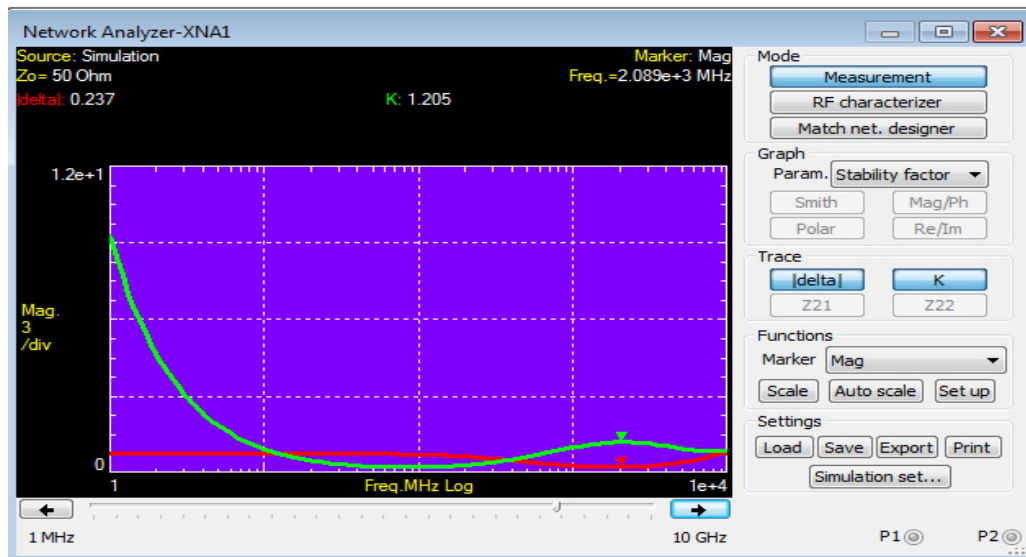 Network Analyzer-XNA1
Source: Simulation
Marker: Mag
Zo= 50 Ohm
Freq.=2.089e+3 MHz
|delta|: 0.237
K: 1.205
1.2e+1
Mag.
3
/div
0
1
Freq.MHz Log
1e+4
1 MHz
10 GHz
Mode
Measurement
RF characterizer
Match net. designer
Graph
Param. Stability factor
Smith
Mag/Ph
Polar
Re/Im
Trace
|delta|
K
Z21
Z22
Functions
Marker Mag
Scale
Auto scale
Set up
Settings
Load
Save
Export
Print
Simulation set...
P1
P2